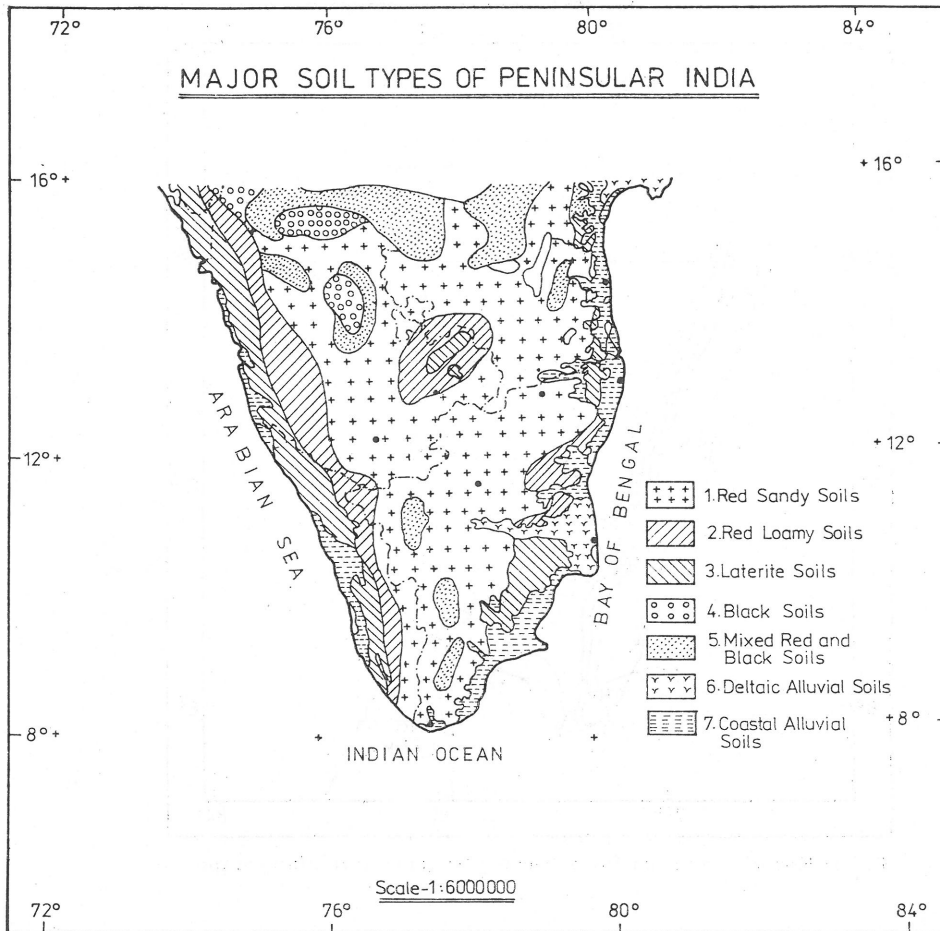 72° 76° 80° 84°
MAJOR SOIL TYPES OF PENINSULAR INDIA
16° 16°
12° 12°
ARABIAN SEA
BAY OF BENGAL
1. Red Sandy Soils
2. Red Loamy Soils
3. Laterite Soils
4. Black Soils
5. Mixed Red and
Black Soils
6. Deltaic Alluvial Soils
7. Coastal Alluvial
Soils
8° 8°
INDIAN OCEAN
Scale-1:6000000
72° 76° 80° 84°